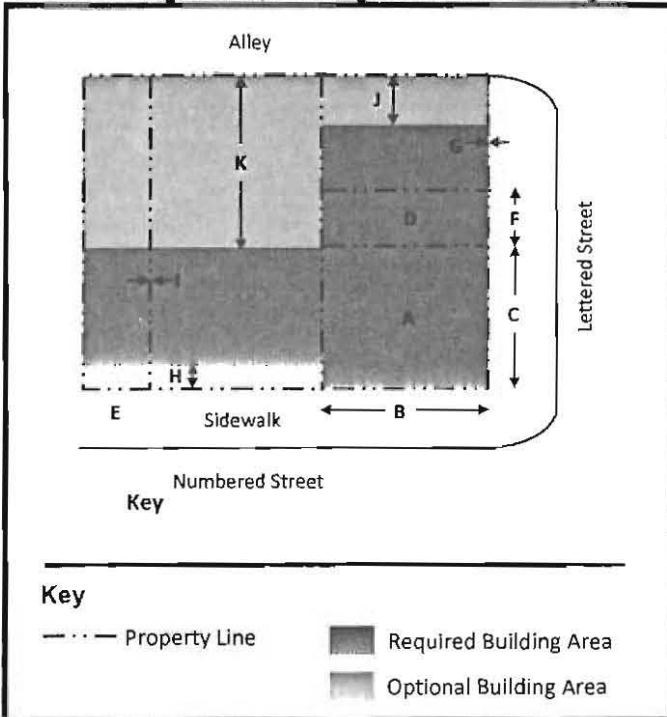 Alley
J
G
K
D
F
Lettered Street
I
A
C
H
E
Sidewalk
B
Numbered Street
Key
Key
Property Line
Required Building Area
Optional Building Area